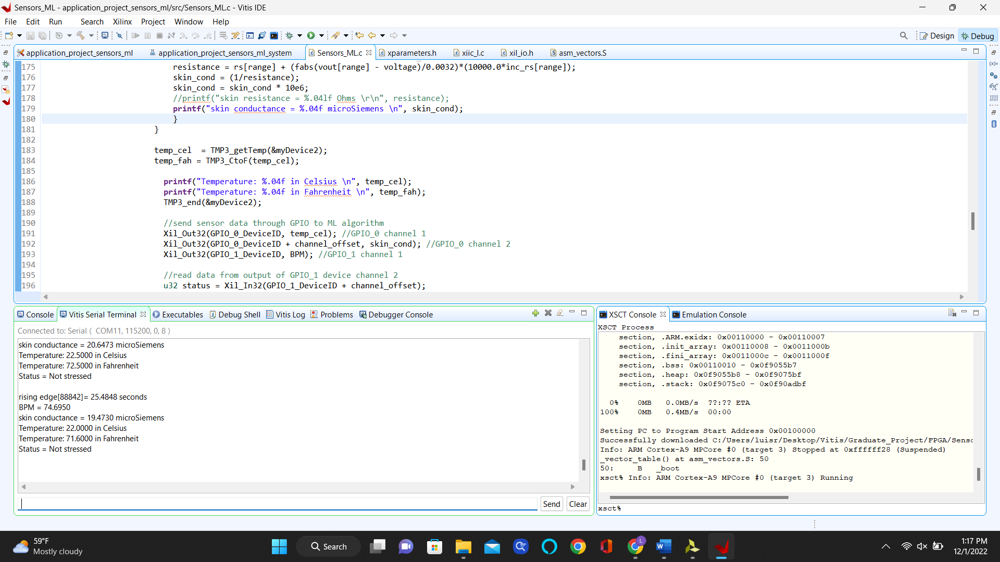 Sensors_ML - application_project_sensors_ml/src/Sensors_ML.c - Vitis IDE
File Edit Run Search Xilinx Project Window Help
Design Debug
application_project_sensors_ml application_project_sensors_ml_system Sensors_ML.c xparameters.h xiic_l.c xil_io.h asm_vectors.S
175 resistance = rs[range] + (fabs(vout[range] - voltage)/0.0032)*(10000.0*inc_rs[range]);
176 skin_cond = (1/resistance);
177 skin_cond = skin_cond * 10e6;
178 //printf("skin resistance = %.04lf Ohms \r\n", resistance);
179 printf("skin conductance = %.04f microSiemens \n", skin_cond);
180 }
181 }
182
183 temp_cel  = TMP3_getTemp(&myDevice2);
184 temp_fah = TMP3_CtoF(temp_cel);
185
186 printf("Temperature: %.04f in Celsius \n", temp_cel);
187 printf("Temperature: %.04f in Fahrenheit \n", temp_fah);
188 TMP3_end(&myDevice2);
189
190 //send sensor data through GPIO to ML algorithm
191 Xil_Out32(GPIO_0_DeviceID, temp_cel); //GPIO_0 channel 1
192 Xil_Out32(GPIO_0_DeviceID + channel_offset, skin_cond); //GPIO_0 channel 2
193 Xil_Out32(GPIO_1_DeviceID, BPM); //GPIO_1 channel 1
194
195 //read data from output of GPIO_1 device channel 2
196 u32 status = Xil_In32(GPIO_1_DeviceID + channel_offset);
Console Vitis Serial Terminal Executables Debug Shell Vitis Log Problems Debugger Console
Connected to: Serial ( COM11, 115200, 0, 8 )
skin conductance = 20.6473 microSiemens
Temperature: 22.5000 in Celsius
Temperature: 72.5000 in Fahrenheit
Status = Not stressed
rising edge[88842]= 25.4848 seconds
BPM = 74.6950
skin conductance = 19.4730 microSiemens
Temperature: 22.0000 in Celsius
Temperature: 71.6000 in Fahrenheit
Status = Not stressed
Send Clear
XSCT Console Emulation Console
XSCT Process
section, .ARM.exidx: 0x00110000 - 0x00110007
section, .init_array: 0x00110008 - 0x0011000b
section, .fini_array: 0x0011000c - 0x0011000f
section, .bss: 0x00110010 - 0x0f9055b7
section, .heap: 0x0f9055b8 - 0x0f9075bf
section, .stack: 0x0f9075c0 - 0x0f90adbf
0% 0MB 0.0MB/s ??:?? ETA
100% 0MB 0.4MB/s 00:00
Setting PC to Program Start Address 0x00100000
Successfully downloaded C:/Users/luisr/Desktop/Vitis/Graduate_Project/FPGA/Senso
Info: ARM Cortex-A9 MPCore #0 (target 3) Stopped at 0xffffff28 (Suspended)
_vector_table() at asm_vectors.S: 50
50: B _boot
xsct% Info: ARM Cortex-A9 MPCore #0 (target 3) Running
xsct%
59°F
Mostly cloudy
Search
1:17 PM
12/1/2022